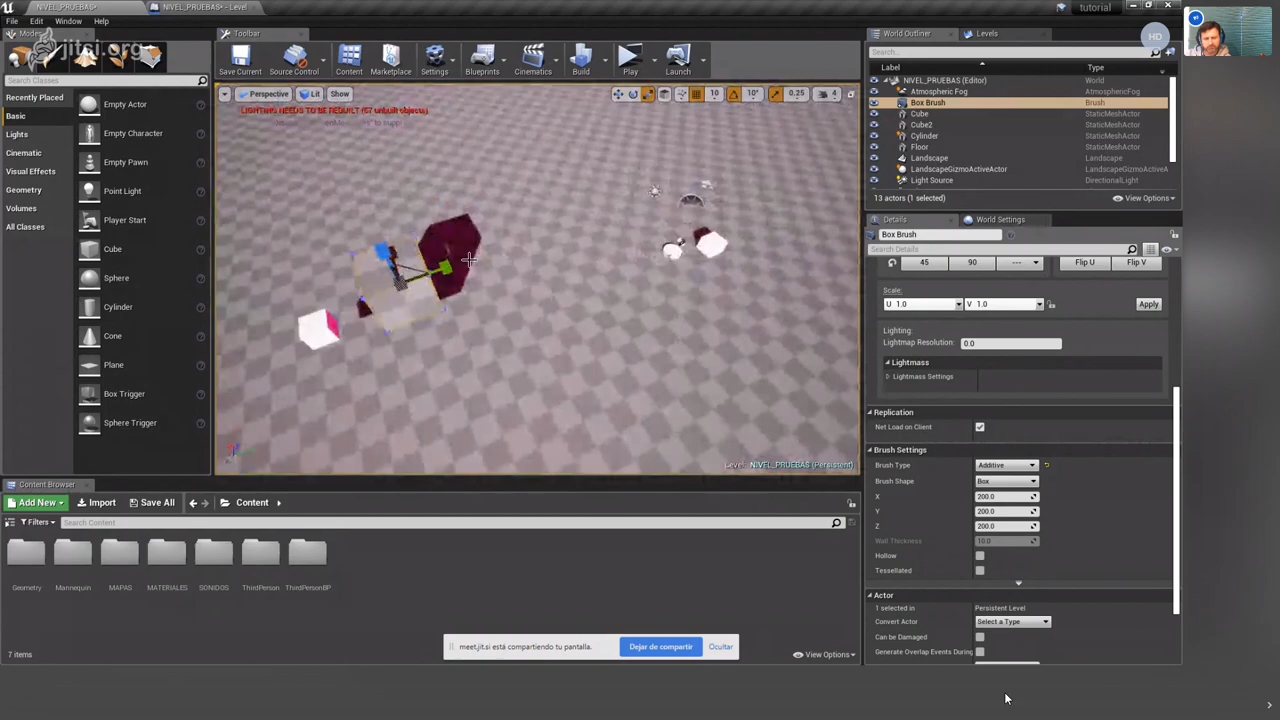 NIVEL_PRUEBAS*
NIVEL_PRUEBAS* - Level
tutorial
File Edit Window Help
Modes
jitsi.org
Search Classes
Recently Placed
Basic
Lights
Cinematic
Visual Effects
Geometry
Volumes
All Classes
Empty Actor
Empty Character
Empty Pawn
Point Light
Player Start
Cube
Sphere
Cylinder
Cone
Plane
Box Trigger
Sphere Trigger
Toolbar
Save Current
Source Control
Content
Marketplace
Settings
Blueprints
Cinematics
Build
Play
Launch
Perspective
Lit
Show
10
10°
0.25
4
LIGHTING NEEDS TO BE REBUILT (67 unbuilt objects)
Level: NIVEL_PRUEBAS (Persistent)
World Outliner
Levels
Search...
Label Type
NIVEL_PRUEBAS (Editor) World
Atmospheric Fog AtmosphericFog
Box Brush Brush
Cube StaticMeshActor
Cube2 StaticMeshActor
Cylinder StaticMeshActor
Floor StaticMeshActor
Landscape Landscape
LandscapeGizmoActiveActor LandscapeGizmoActiveA
Light Source DirectionalLight
13 actors (1 selected)
View Options
Details
World Settings
Box Brush
Search Details
45 90 --- Flip U Flip V
Scale:
U 1.0 V 1.0 Apply
Lighting:
Lightmap Resolution: 0.0
Lightmass
Lightmass Settings
Replication
Net Load on Client
Brush Settings
Brush Type Additive
Brush Shape Box
X 200.0
Y 200.0
Z 200.0
Wall Thickness 10.0
Hollow
Tessellated
Actor
1 selected in Persistent Level
Convert Actor Select a Type
Can be Damaged
Generate Overlap Events During
Content Browser
Add New
Import
Save All
Content
Filters
Search Content
Geometry
Mannequin
MAPAS
MATERIALES
SONIDOS
ThirdPerson
ThirdPersonBP
7 items
View Options
meet.jit.si está compartiendo tu pantalla.
Dejar de compartir
Ocultar
HD